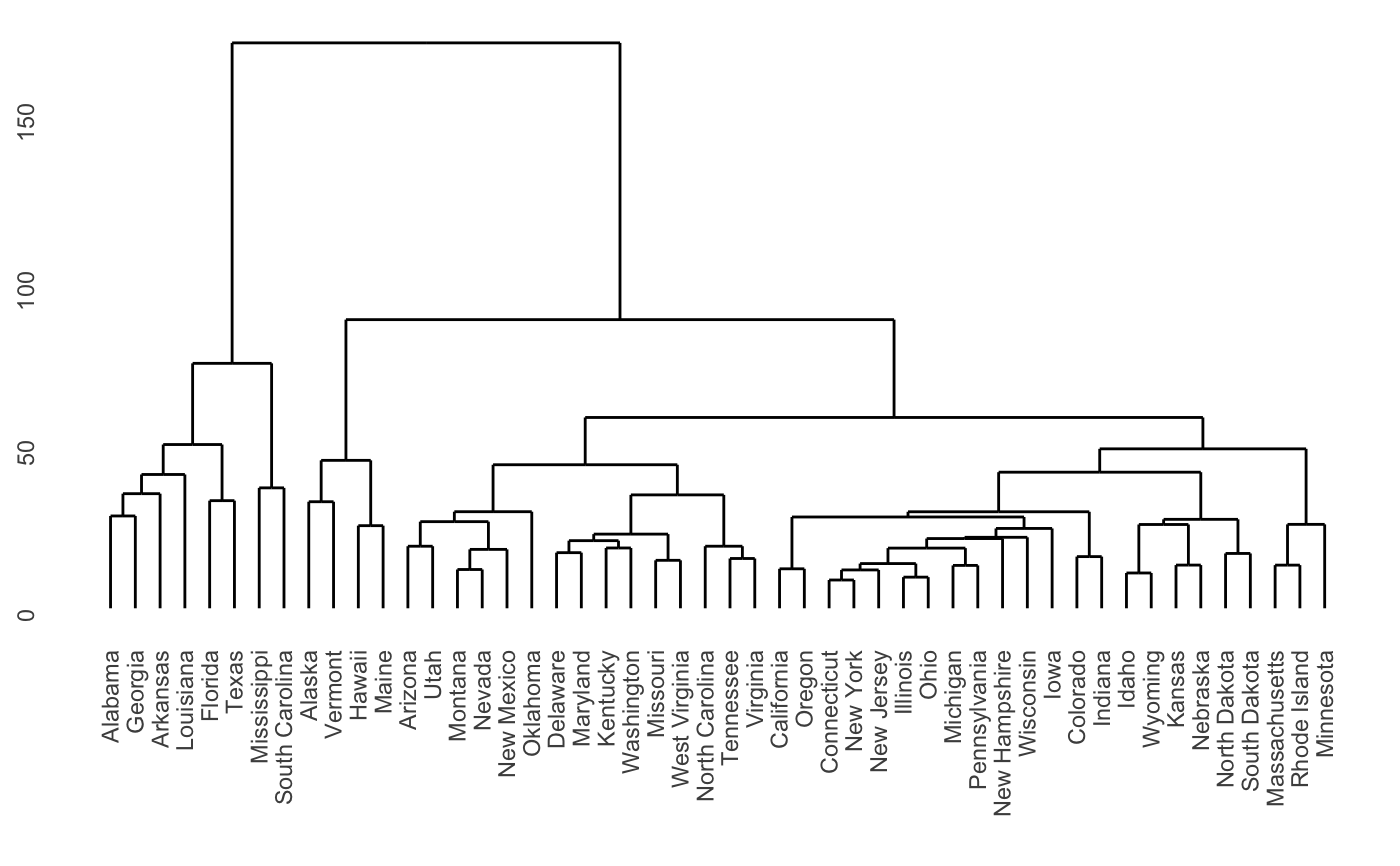 150
100
50
0
Alabama
Georgia
Arkansas
Louisiana
Florida
Texas
Mississippi
South Carolina
Alaska
Vermont
Hawaii
Maine
Arizona
Utah
Montana
Nevada
New Mexico
Oklahoma
Delaware
Maryland
Kentucky
Washington
Missouri
West Virginia
North Carolina
Tennessee
Virginia
California
Oregon
Connecticut
New York
New Jersey
Illinois
Ohio
Michigan
Pennsylvania
New Hampshire
Wisconsin
Iowa
Colorado
Indiana
Idaho
Wyoming
Kansas
Nebraska
North Dakota
South Dakota
Massachusetts
Rhode Island
Minnesota